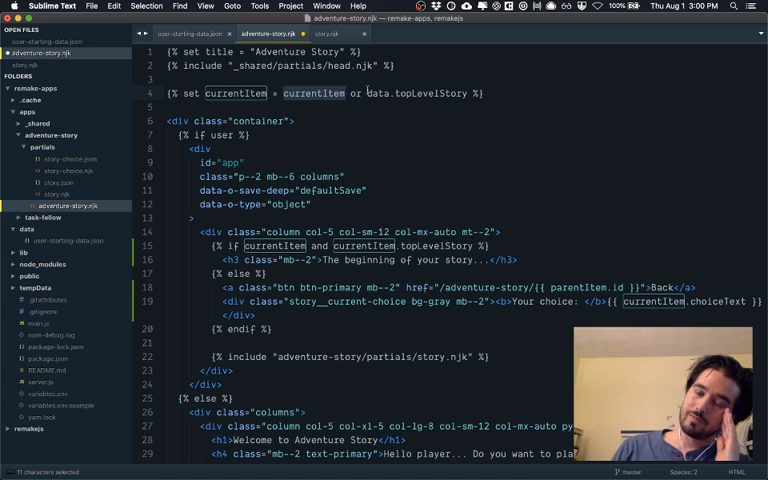 Sublime Text File Edit Selection Find View Goto Tools Project Window Help
100% Thu Aug 1 3:00 PM
adventure-story.njk — remake-apps, remakejs
OPEN FILES
user-starting-data.json
adventure-story.njk
story.njk
FOLDERS
remake-apps
.cache
apps
_shared
adventure-story
partials
story-choice.json
story-choice.njk
story.json
story.njk
adventure-story.njk
task-fellow
data
user-starting-data.json
lib
node_modules
public
tempData
.gitattributes
.gitignore
main.js
npm-debug.log
package-lock.json
package.json
README.md
server.js
variables.env
variables.env.example
yarn.lock
remakejs
user-starting-data.json adventure-story.njk story.njk
1 {% set title = "Adventure Story" %}
2 {% include "_shared/partials/head.njk" %}
3
4 {% set currentItem = currentItem or data.topLevelStory %}
5
6 <div class="container">
7 {% if user %}
8 <div
9 id="app"
10 class="p--2 mb--6 columns"
11 data-o-save-deep="defaultSave"
12 data-o-type="object"
13 >
14 <div class="column col-5 col-sm-12 col-mx-auto mt--2">
15 {% if currentItem and currentItem.topLevelStory %}
16 <h3 class="mb--2">The beginning of your story...</h3>
17 {% else %}
18 <a class="btn btn-primary mb--2" href="/adventure-story/{{ parentItem.id }}">Back</a>
19 <div class="story__current-choice bg-gray mb--2"><b>Your choice: </b>{{ currentItem.choiceText }}
</div>
20 {% endif %}
21
22 {% include "adventure-story/partials/story.njk" %}
23 </div>
24 </div>
25 {% else %}
26 <div class="columns">
27 <div class="column col-5 col-xl-5 col-lg-8 col-sm-12 col-mx-auto py
28 <h1>Welcome to Adventure Story</h1>
29 <h4 class="mb--2 text-primary">Hello player... Do you want to pla
11 characters selected master Spaces: 2 HTML